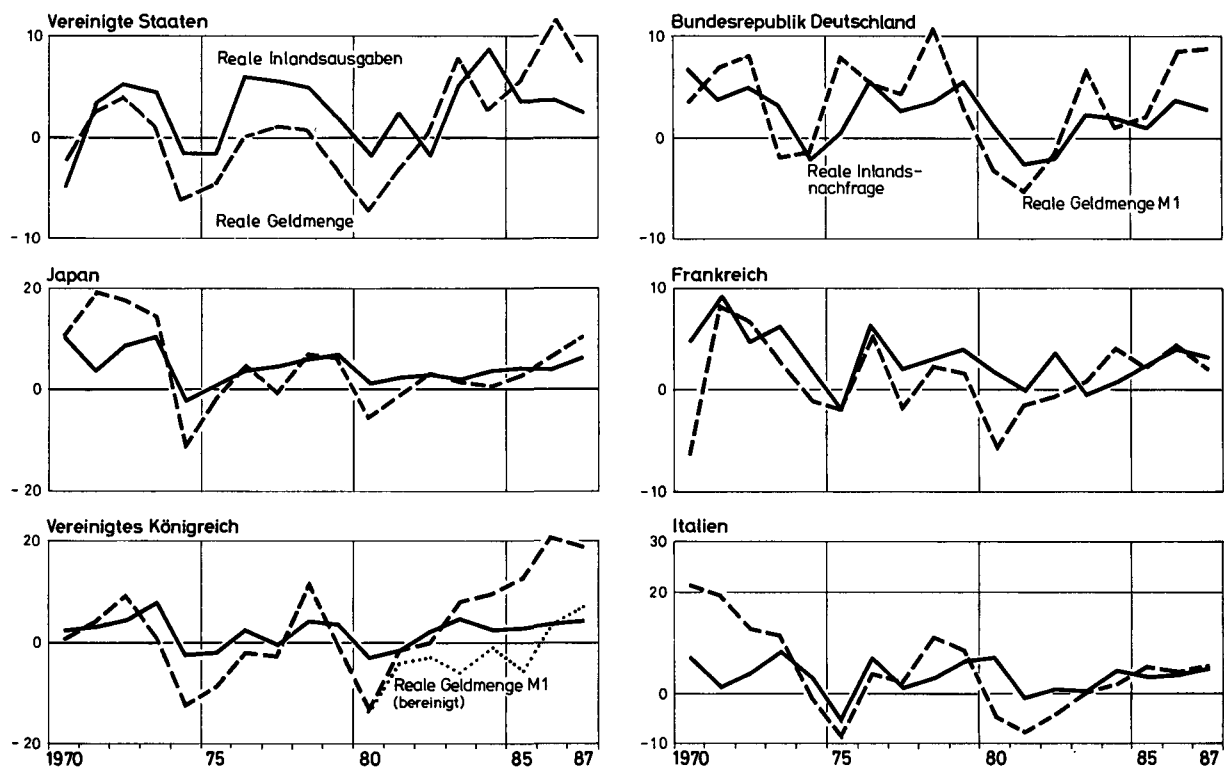 Vereinigte Staaten
10
0
- 10
Reale Inlandsausgaben
Reale Geldmenge
Bundesrepublik Deutschland
10
0
- 10
Reale Inlands-
nachfrage
Reale Geldmenge M1
Japan
20
0
- 20
Frankreich
10
0
- 10
Vereinigtes Königreich
20
0
20
Reale Geldmenge M1
(bereinigt)
1970 75 80 85 87
Italien
30
20
10
0
- 10
1970 75 80 85 87